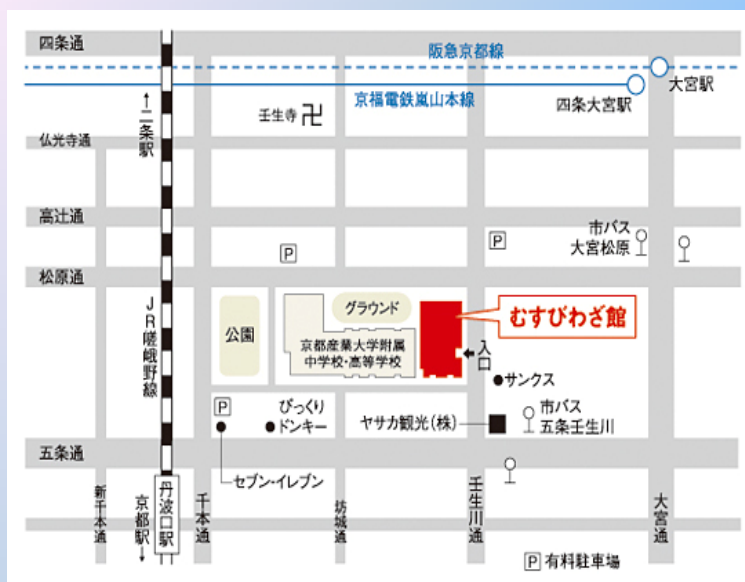 四条通
阪急京都線
大宮駅
京福電鉄嵐山本線
四条大宮駅
←二条駅
壬生寺卍
仏光寺通
高辻通
市バス
大宮松原
P
P
松原通
JR嵯峨野線
公園
グラウンド
京都産業大学附属
中学校・高等学校
むすびわざ館
←入口
サンクス
P
びっくり
ドンキー
ヤサカ観光(株)
市バス
五条壬生川
五条通
セブン・イレブン
新千本通
京都駅→
丹波口駅
千本通
坊城通
壬生川通
大宮通
P 有料駐車場